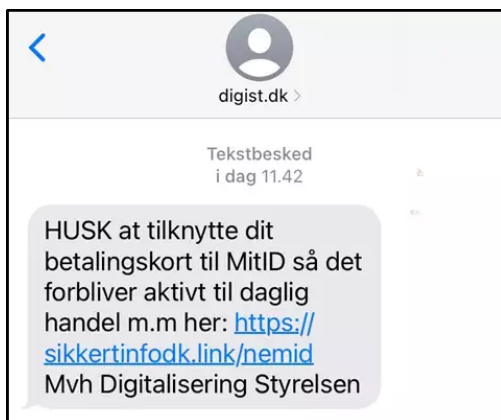 digist.dk >
Tekstbesked
i dag 11.42
HUSK at tilknytte dit
betalingskort til MitID så det
forbliver aktivt til daglig
handel m.m her: https://
sikkertinfodk.link/nemid
Mvh Digitalisering Styrelsen